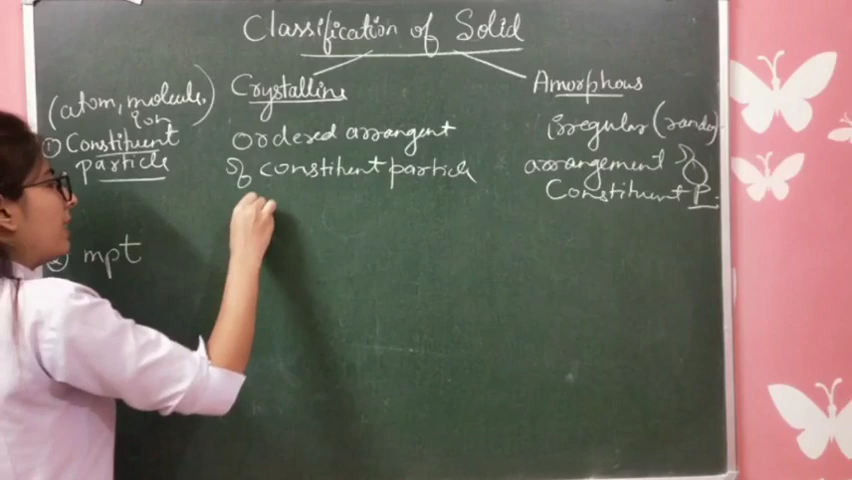 Classification of Solid
(atom, molecule, ion)
Crystalline
Amorphous
① Constituent particle
ordered arrangent
of constituent particle
irregular (random)
arrangement of
Constituent P.
② mpt